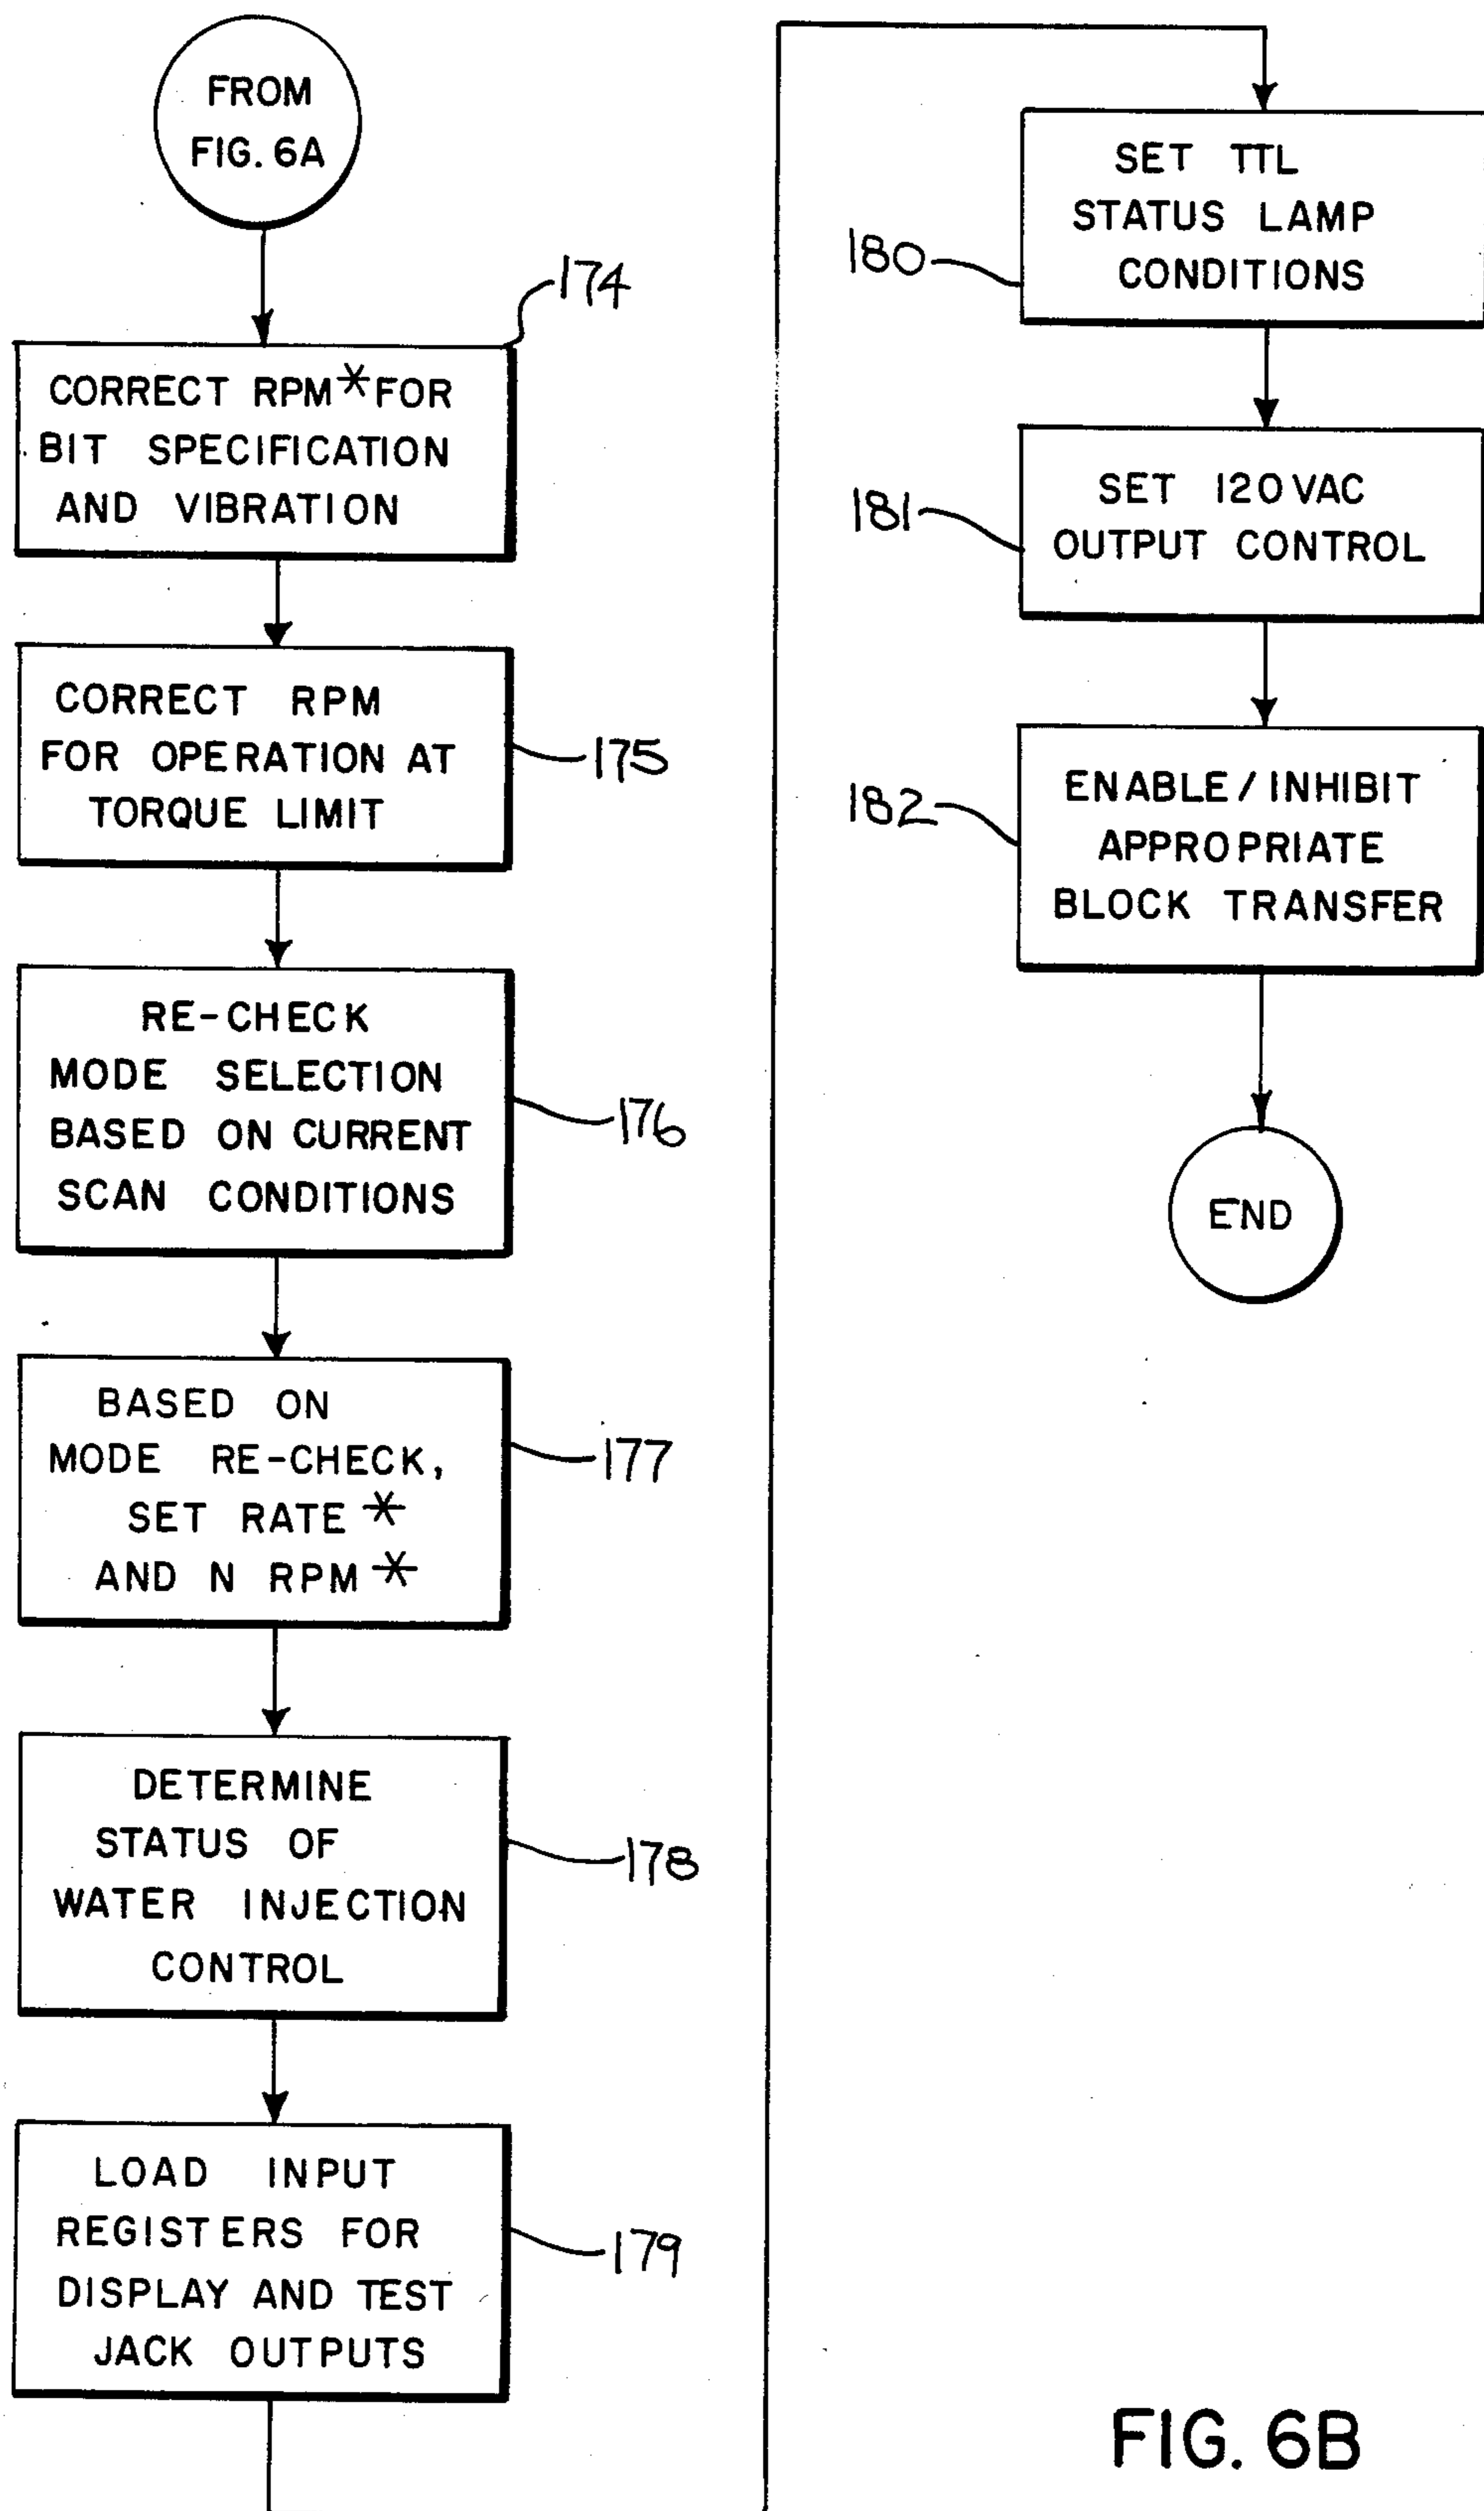 FROM
FIG. 6A
174
CORRECT RPM* FOR
BIT SPECIFICATION
AND VIBRATION
CORRECT RPM
FOR OPERATION AT
TORQUE LIMIT
175
RE-CHECK
MODE SELECTION
BASED ON CURRENT
SCAN CONDITIONS
176
BASED ON
MODE RE-CHECK,
SET RATE *
AND N RPM *
177
DETERMINE
STATUS OF
WATER INJECTION
CONTROL
178
LOAD INPUT
REGISTERS FOR
DISPLAY AND TEST
JACK OUTPUTS
179
SET TTL
STATUS LAMP
CONDITIONS
180
SET 120 VAC
OUTPUT CONTROL
181
ENABLE / INHIBIT
APPROPRIATE
BLOCK TRANSFER
182
END
FIG. 6B